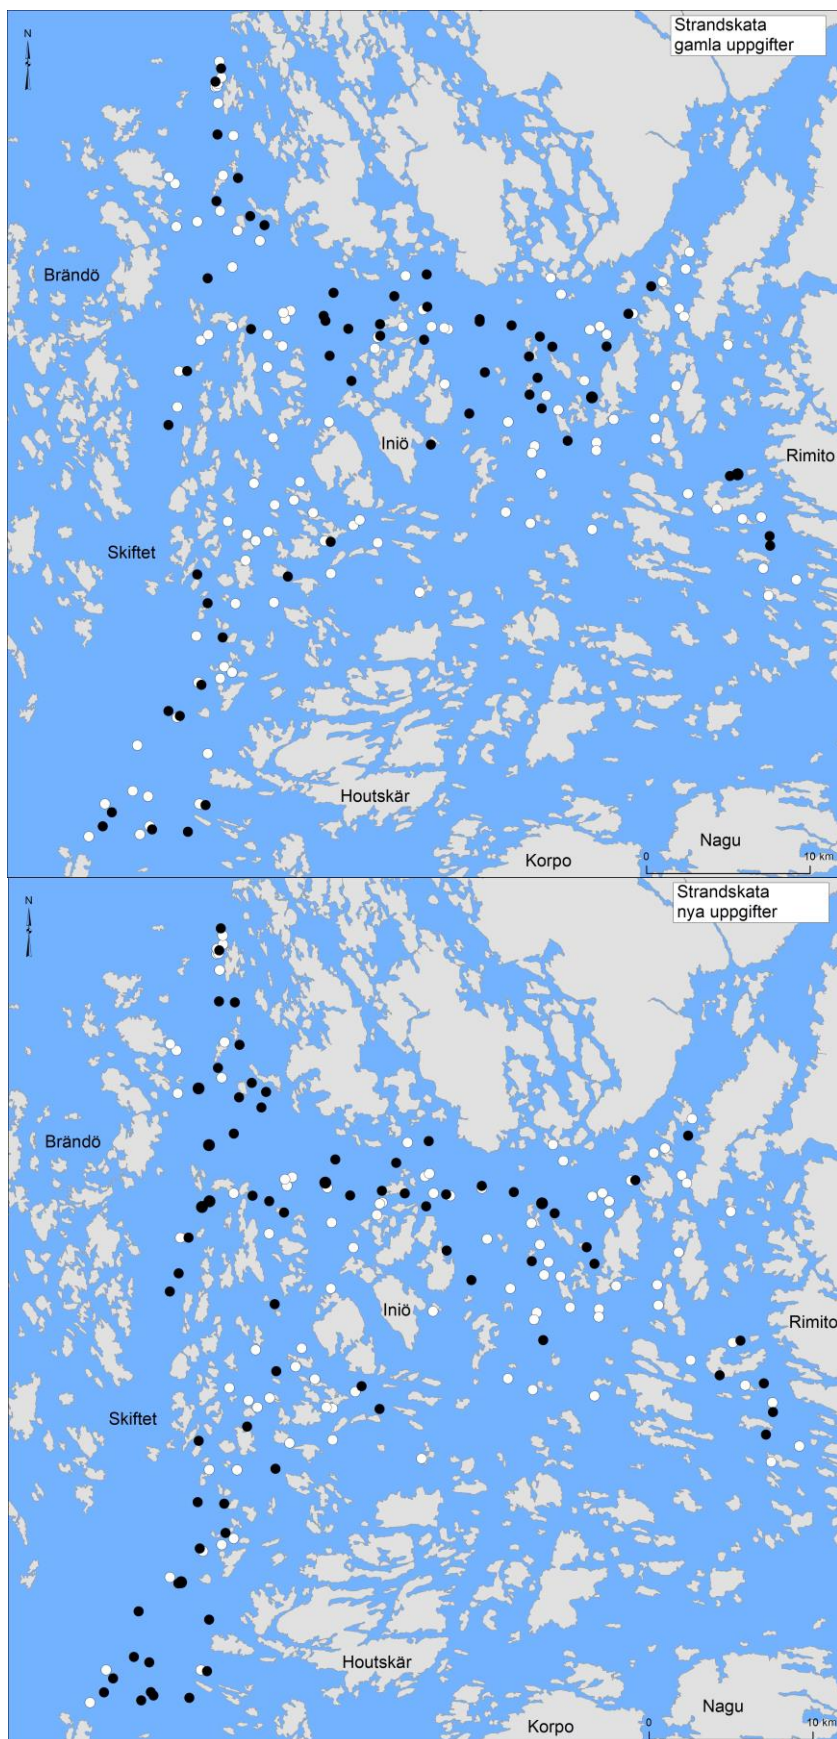 N
Strandskata
gamla uppgifter
Brändö
Iniö
Rimito
Skiftet
Houtskär
Nagu
Korpo
0
10 km
N
Strandskata
nya uppgifter
Brändö
Iniö
Rimito
Skiftet
Houtskär
Nagu
Korpo
0
10 km